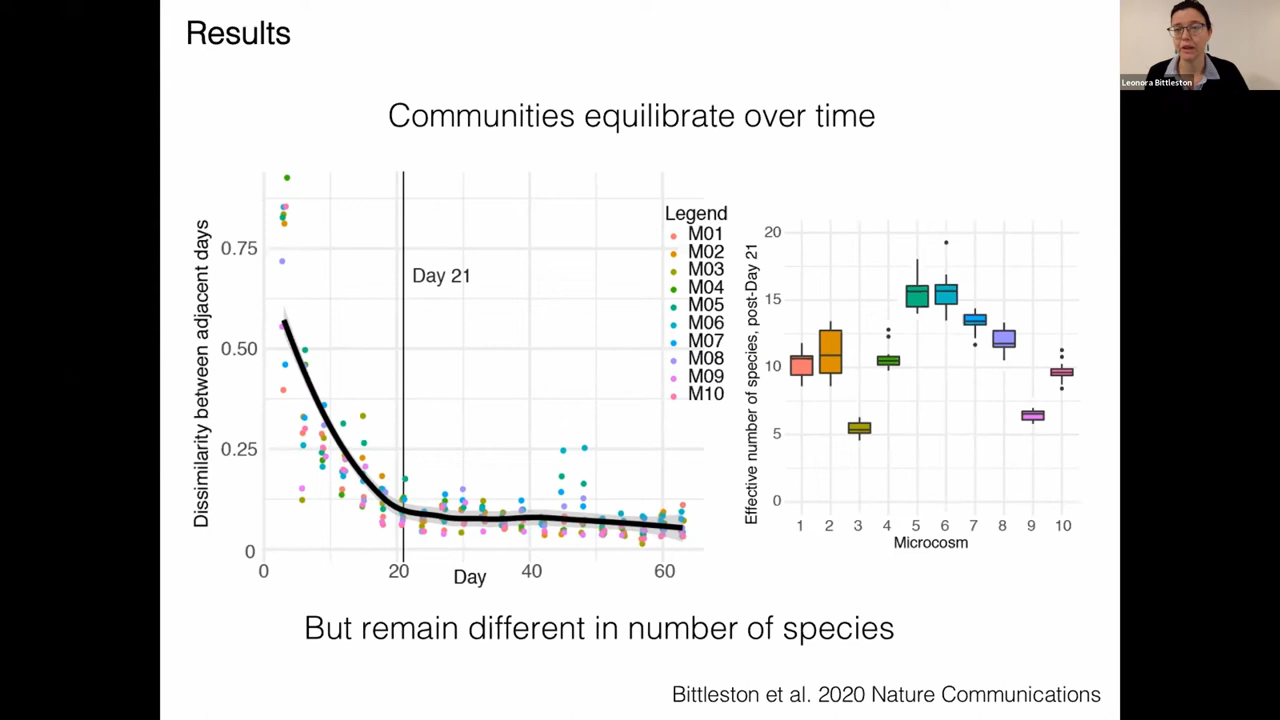 Results
Leonora Bittleston
Communities equilibrate over time
Dissimilarity between adjacent days
0.75
0.50
0.25
0
0
20
40
60
Day
Day 21
Legend
M01
M02
M03
M04
M05
M06
M07
M08
M09
M10
Effective number of species, post-Day 21
20
15
10
5
0
1
2
3
4
5
6
7
8
9
10
Microcosm
But remain different in number of species
Bittleston et al. 2020 Nature Communications